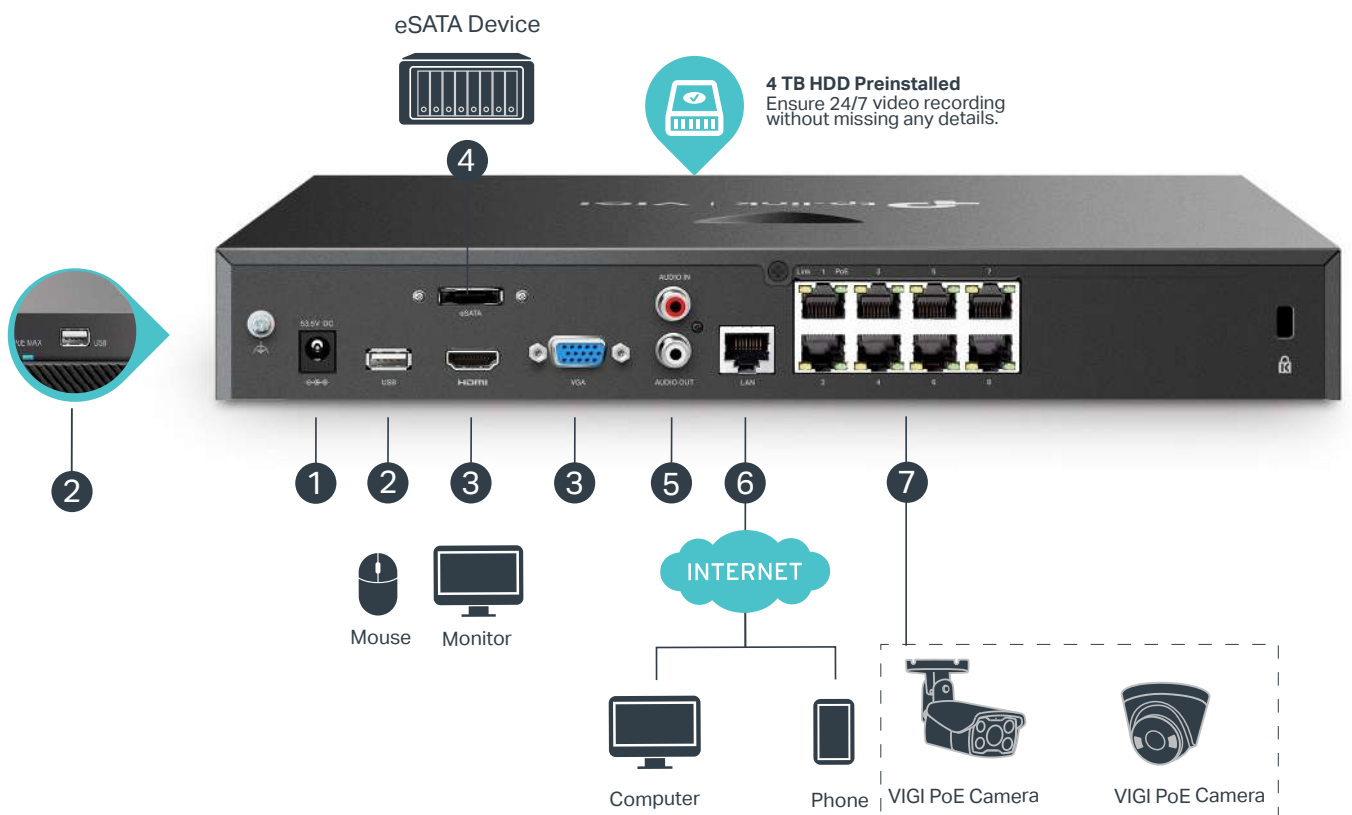 eSATA Device
4 TB HDD Preinstalled
Ensure 24/7 video recording
without missing any details.
4
tp-link | VIGI
Link 1 PoE 3 5 7
AUDIO IN
eSATA
53.5V DC
USB
USB
HDMI
VGA
AUDIO OUT
LAN
2 4 6 8
K
2
1
2
3
3
5
6
7
INTERNET
Mouse
Monitor
Computer
Phone
VIGI PoE Camera
VIGI PoE Camera